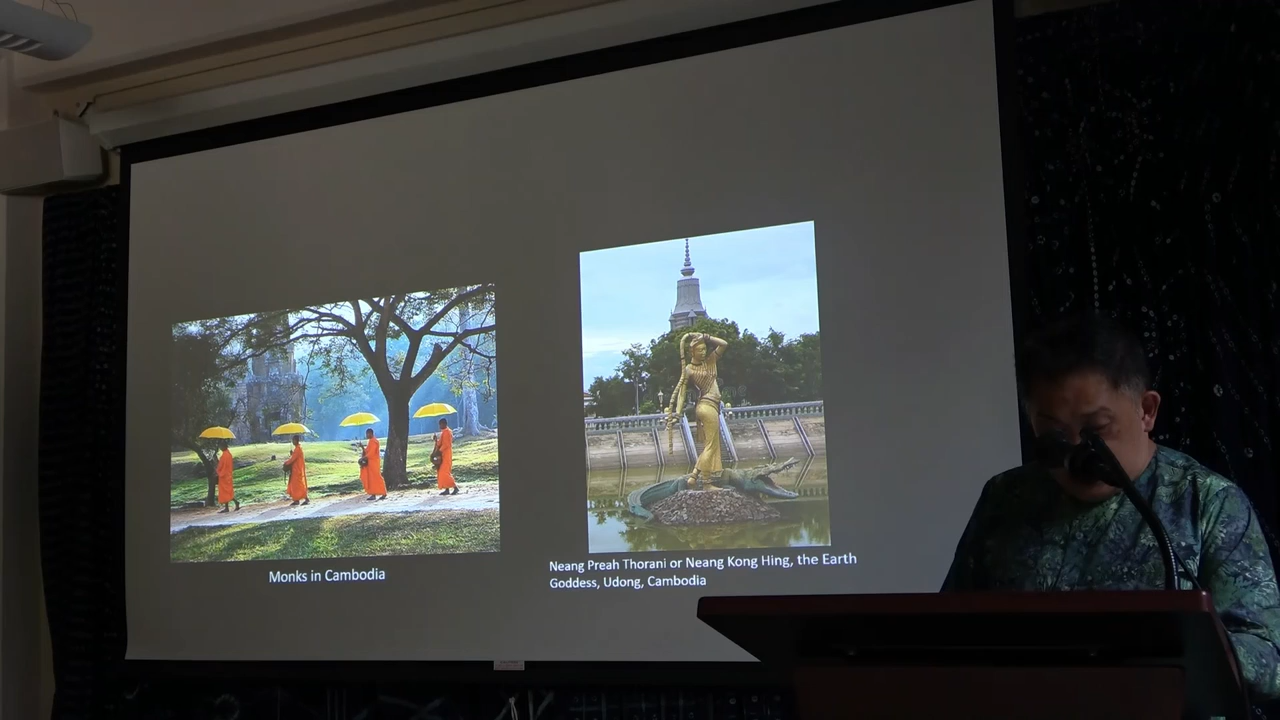 Monks in Cambodia
Neang Preah Thorani or Neang Kong Hing, the Earth
Goddess, Udong, Cambodia